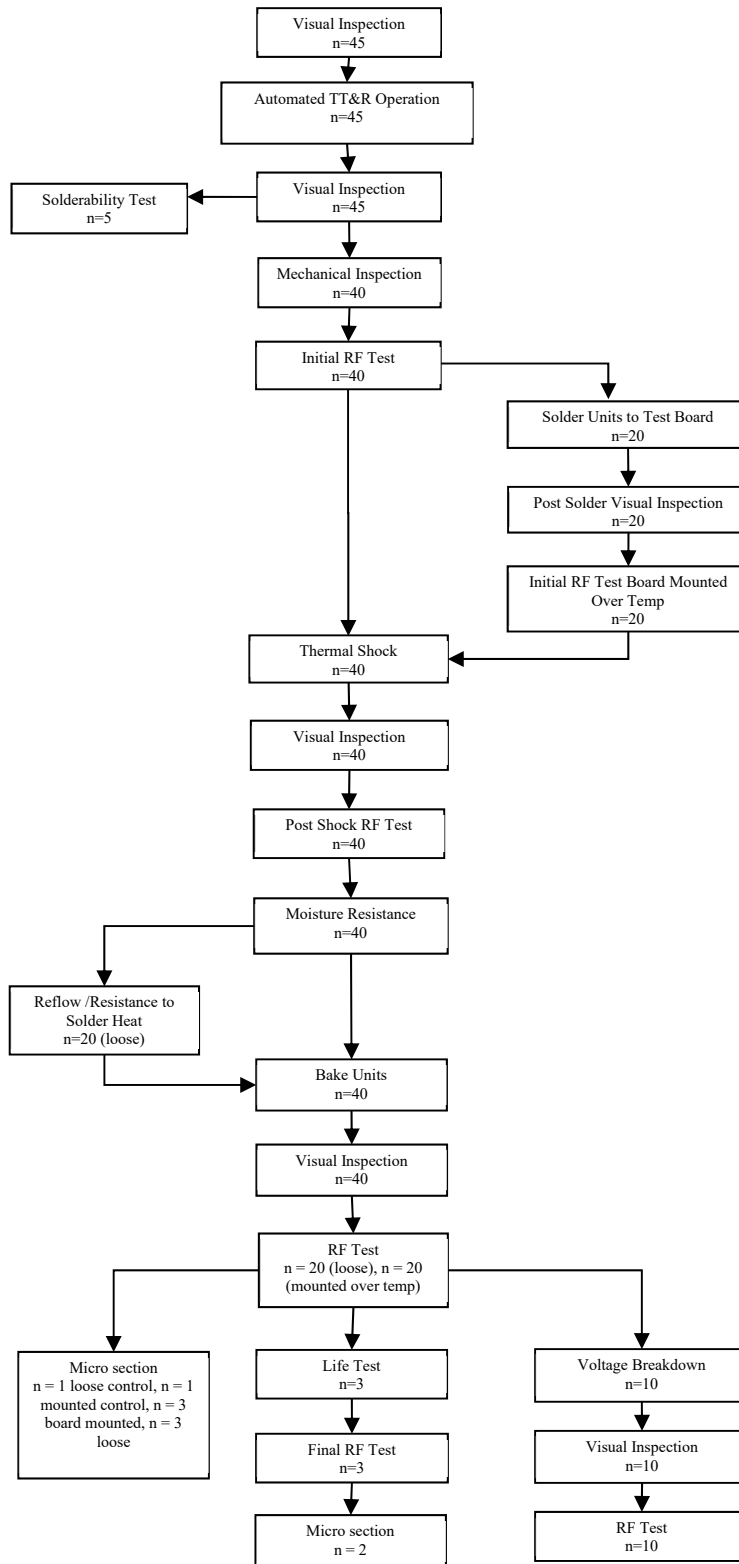 Visual Inspection
n=45
Automated TT&R Operation
n=45
Visual Inspection
n=45
Solderability Test
n=5
Mechanical Inspection
n=40
Initial RF Test
n=40
Solder Units to Test Board
n=20
Post Solder Visual Inspection
n=20
Initial RF Test Board Mounted
Over Temp
n=20
Thermal Shock
n=40
Visual Inspection
n=40
Post Shock RF Test
n=40
Moisture Resistance
n=40
Reflow /Resistance to
Solder Heat
n=20 (loose)
Bake Units
n=40
Visual Inspection
n=40
RF Test
n = 20 (loose), n = 20
(mounted over temp)
Micro section
n = 1 loose control, n = 1
mounted control, n = 3
board mounted, n = 3
loose
Life Test
n=3
Final RF Test
n=3
Micro section
n = 2
Voltage Breakdown
n=10
Visual Inspection
n=10
RF Test
n=10